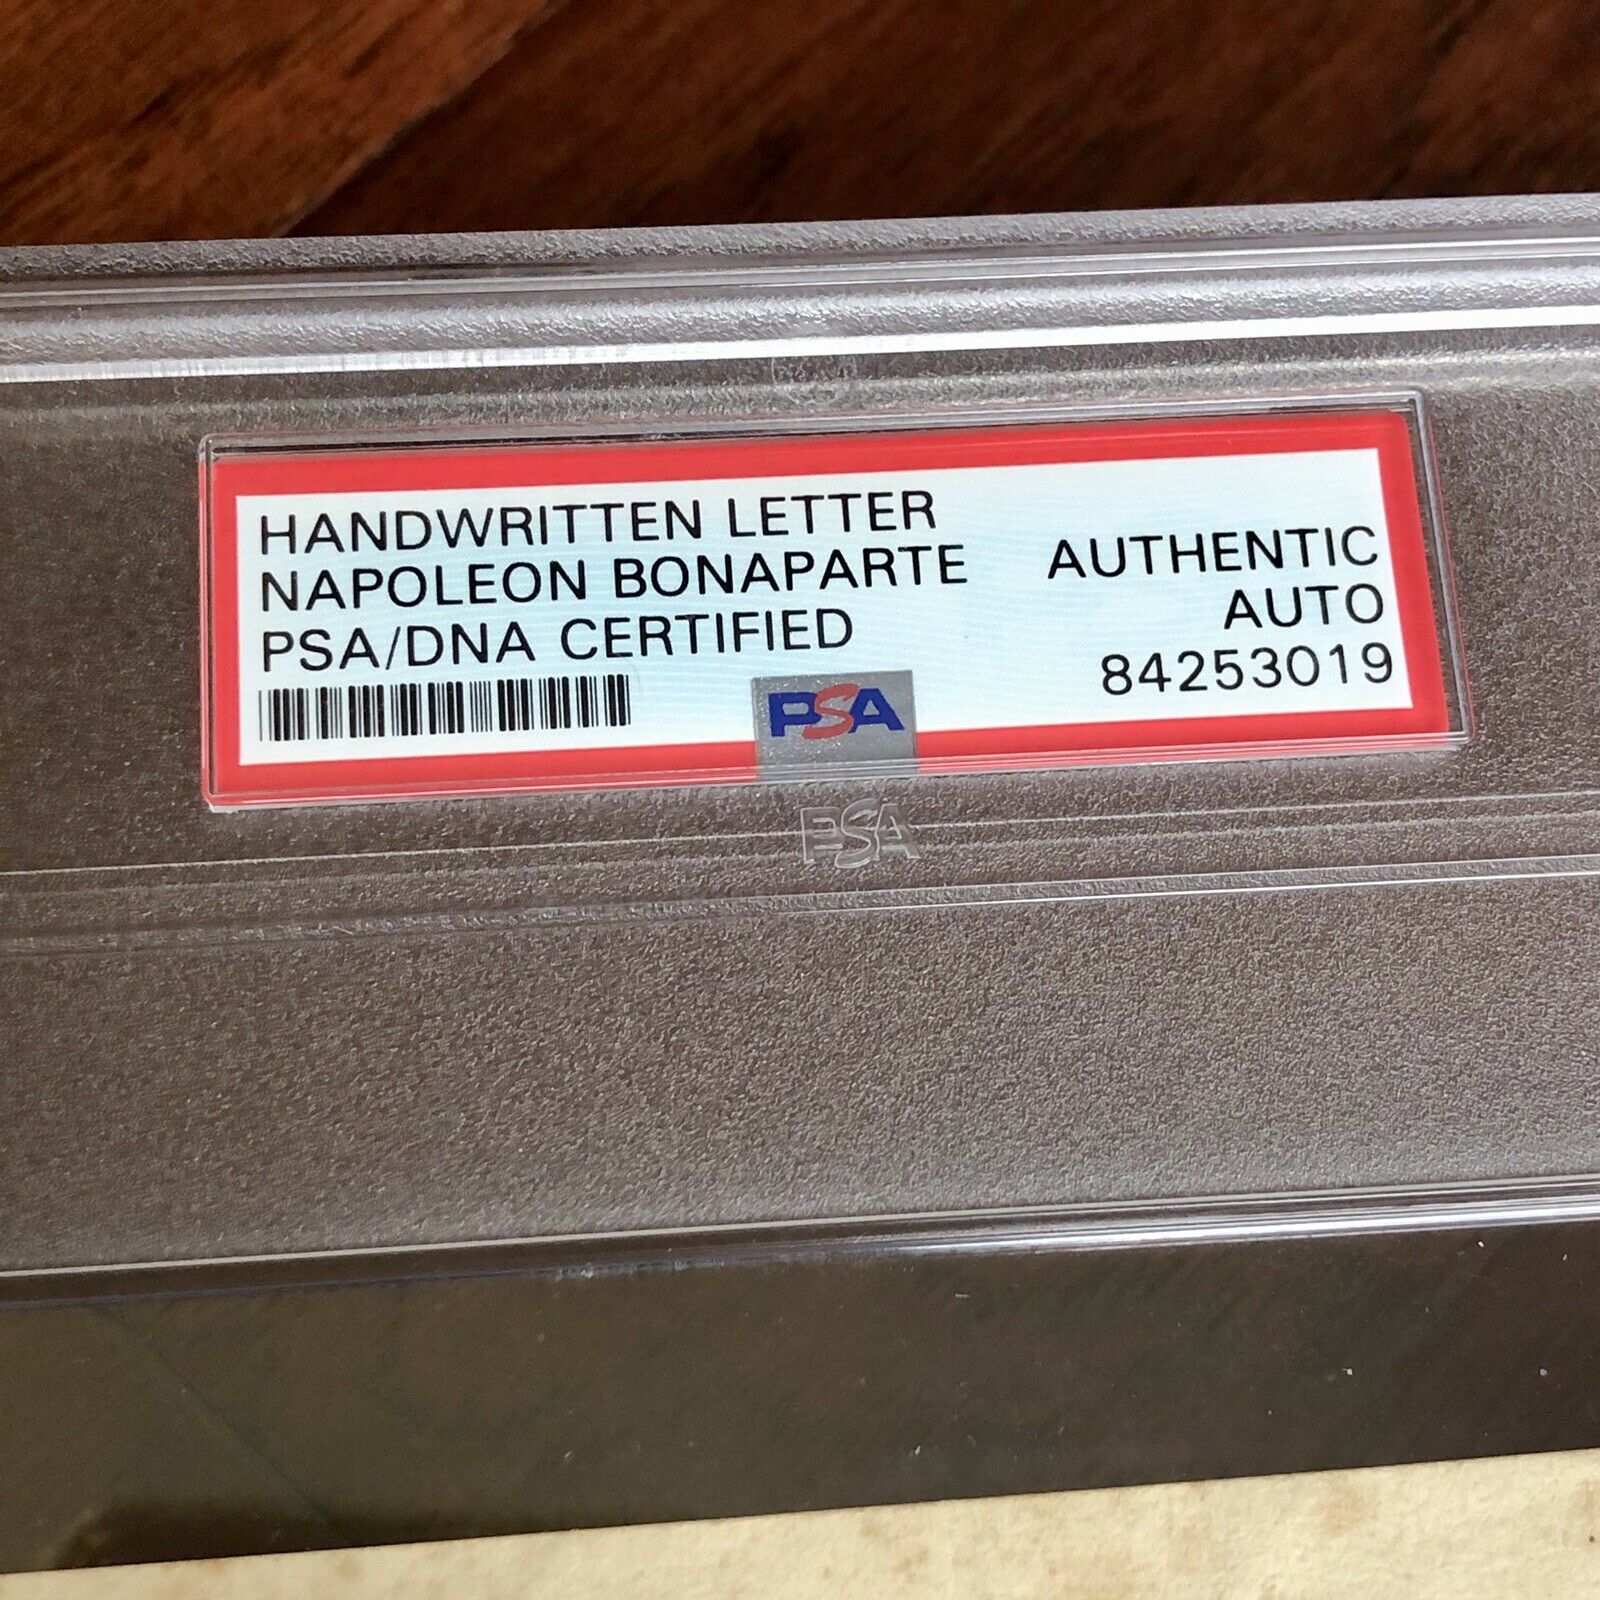 HANDWRITTEN LETTER
NAPOLEON BONAPARTE
PSA/DNA CERTIFIED
AUTHENTIC
AUTO
84253019
PSA
PSA